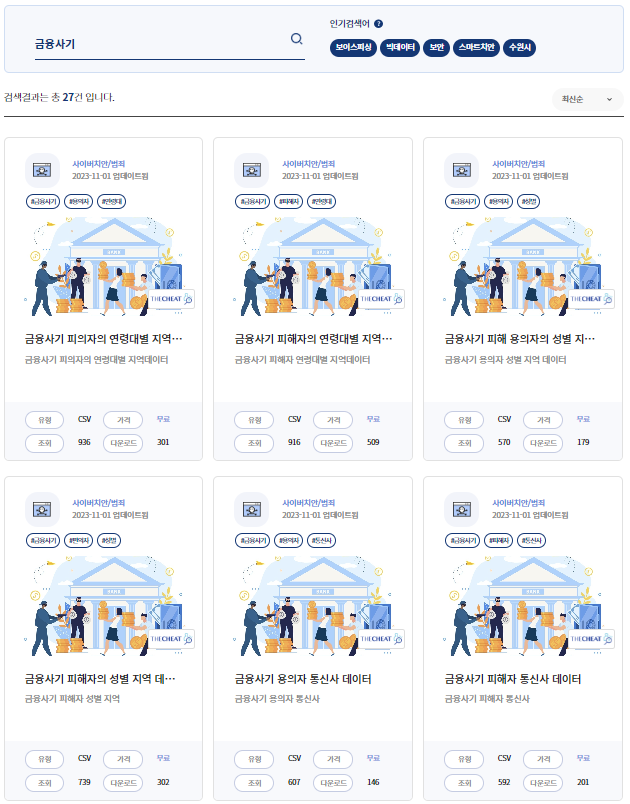 인기검색어 ?
금융사기
보이스피싱 빅데이터 보안 스마트치안 수원시
검색결과는 총 27건 입니다.
최신순
사이버치안/범죄
2023-11-01 업데이트됨
#금융사기 #용의자 #연령대
BANK
THECHEAT
금융사기 피의자의 연령대별 지역···
금융사기 피의자의 연령대별 지역데이터
유형 CSV 가격 무료
조회 936 다운로드 301
사이버치안/범죄
2023-11-01 업데이트됨
#금융사기 #피해자 #연령대
BANK
THECHEAT
금융사기 피해자의 연령대별 지역···
금융사기 피해자 연령대별 지역데이터
유형 CSV 가격 무료
조회 916 다운로드 509
사이버치안/범죄
2023-11-01 업데이트됨
#금융사기 #용의자 #성별
BANK
THECHEAT
금융사기 피해 용의자의 성별 지···
금융사기 용의자 성별 지역 데이터
유형 CSV 가격 무료
조회 570 다운로드 179
사이버치안/범죄
2023-11-01 업데이트됨
#금융사기 #성별
BANK
THECHEAT
금융사기 피해자의 성별 지역 데···
금융사기 피해자 성별 지역
유형 CSV 가격 무료
조회 739 다운로드 302
사이버치안/범죄
2023-11-01 업데이트됨
#금융사기 #용의자 #통신사
BANK
THECHEAT
금융사기 용의자 통신사 데이터
금융사기 용의자 통신사
유형 CSV 가격 무료
조회 607 다운로드 146
사이버치안/범죄
2023-11-01 업데이트됨
#금융사기 #피해자 #통신사
BANK
THECHEAT
금융사기 피해자 통신사 데이터
금융사기 피해자 통신사
유형 CSV 가격 무료
조회 592 다운로드 201